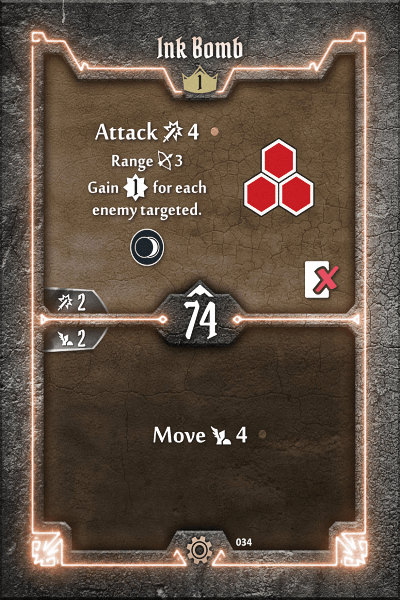 Ink Bomb
1
Attack 4
Range 3
Gain 1 for each
enemy targeted.
2
74
2
Move 4
034